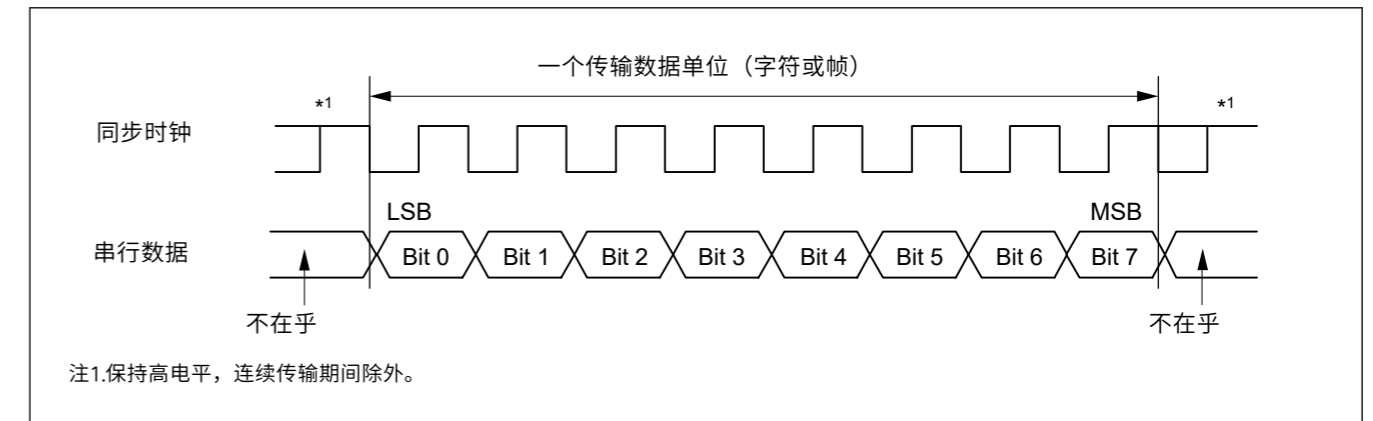 一个传输数据单位（字符或帧）
*1
*1
同步时钟
LSB
MSB
串行数据
Bit 0
Bit 1
Bit 2
Bit 3
Bit 4
Bit 5
Bit 6
Bit 7
不在乎
不在乎
注1.保持高电平，连续传输期间除外。